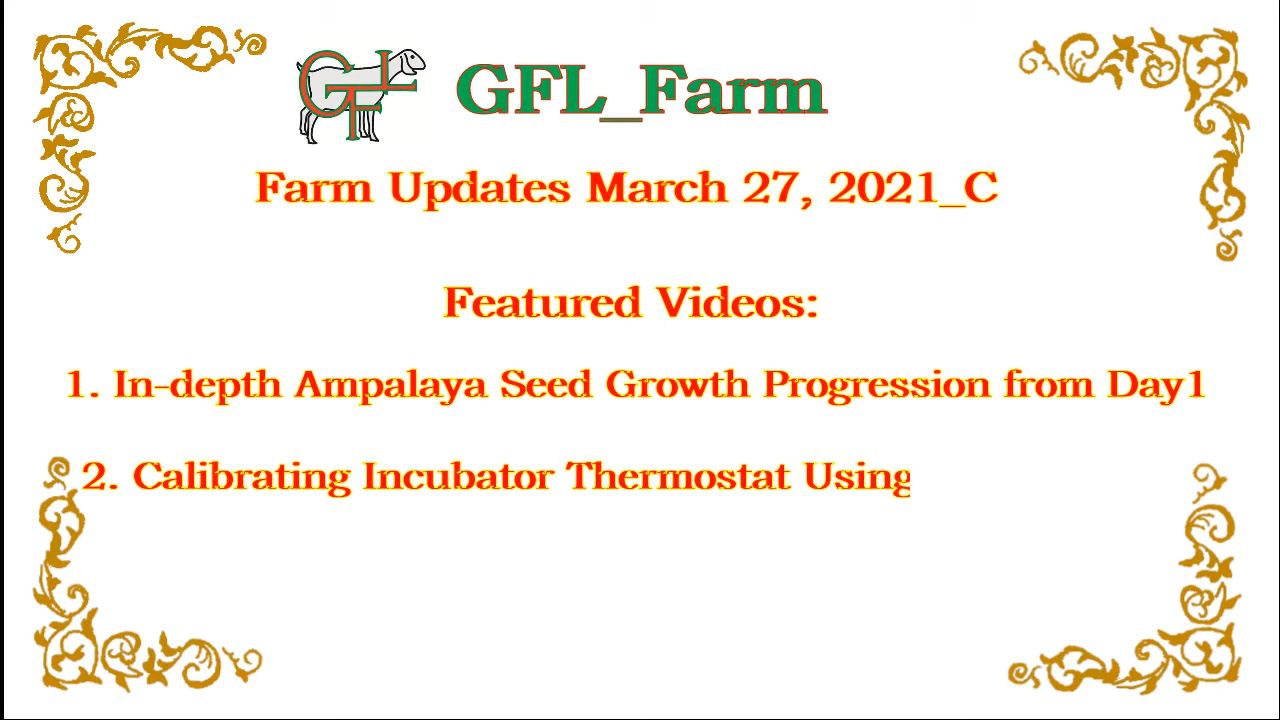 GFL GFL_Farm
Farm Updates March 27, 2021_C
Featured Videos:
1. In-depth Ampalaya Seed Growth Progression from Day1
2. Calibrating Incubator Thermostat Using